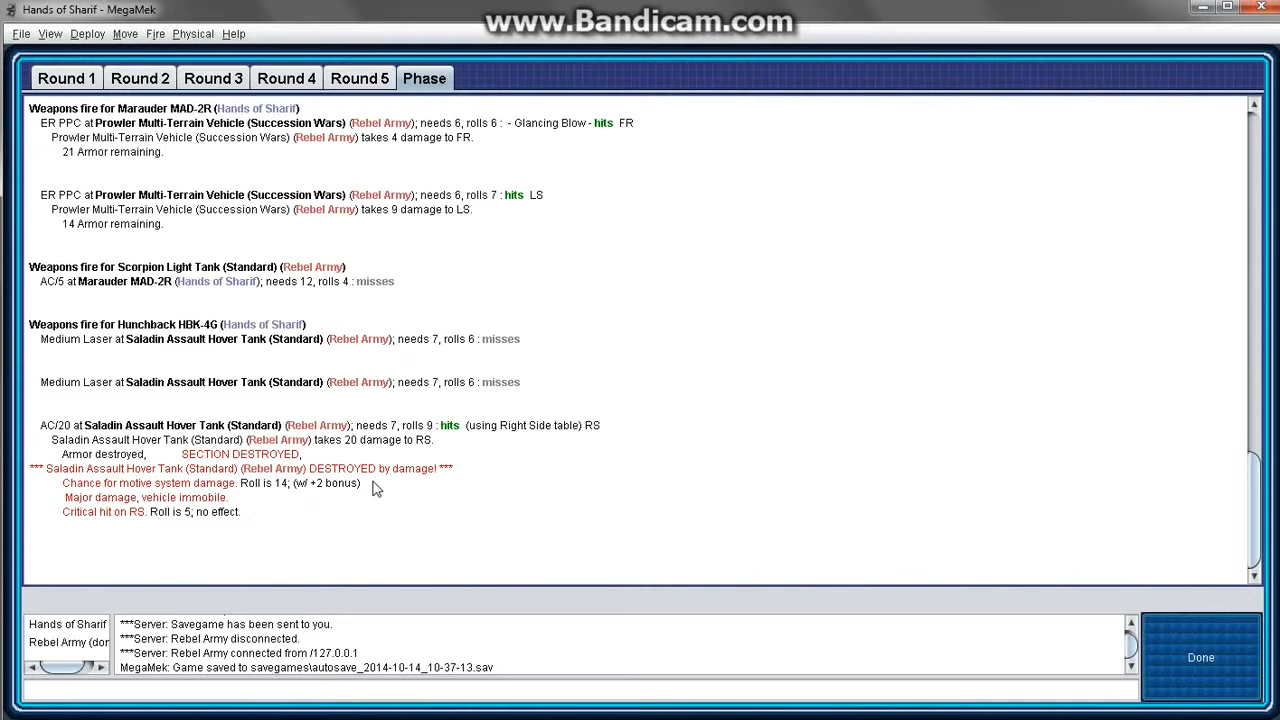 Hands of Sharif - MegaMek
www.Bandicam.com
File View Deploy Move Fire Physical Help
Round 1 Round 2 Round 3 Round 4 Round 5 Phase
Weapons fire for Marauder MAD-2R (Hands of Sharif)
ER PPC at Prowler Multi-Terrain Vehicle (Succession Wars) (Rebel Army); needs 6, rolls 6 : - Glancing Blow - hits FR
Prowler Multi-Terrain Vehicle (Succession Wars) (Rebel Army) takes 4 damage to FR.
21 Armor remaining.
ER PPC at Prowler Multi-Terrain Vehicle (Succession Wars) (Rebel Army); needs 6, rolls 7 : hits LS
Prowler Multi-Terrain Vehicle (Succession Wars) (Rebel Army) takes 9 damage to LS.
14 Armor remaining.
Weapons fire for Scorpion Light Tank (Standard) (Rebel Army)
AC/5 at Marauder MAD-2R (Hands of Sharif); needs 12, rolls 4 : misses
Weapons fire for Hunchback HBK-4G (Hands of Sharif)
Medium Laser at Saladin Assault Hover Tank (Standard) (Rebel Army); needs 7, rolls 6 : misses
Medium Laser at Saladin Assault Hover Tank (Standard) (Rebel Army); needs 7, rolls 6 : misses
AC/20 at Saladin Assault Hover Tank (Standard) (Rebel Army); needs 7, rolls 9 : hits (using Right Side table) RS
Saladin Assault Hover Tank (Standard) (Rebel Army) takes 20 damage to RS.
Armor destroyed, SECTION DESTROYED,
*** Saladin Assault Hover Tank (Standard) (Rebel Army) DESTROYED by damage! ***
Chance for motive system damage. Roll is 14; (w/ +2 bonus)
Major damage, vehicle immobile.
Critical hit on RS. Roll is 5; no effect.
Hands of Sharif
Rebel Army (dor
***Server: Savegame has been sent to you.
***Server: Rebel Army disconnected.
***Server: Rebel Army connected from /127.0.0.1
MegaMek: Game saved to savegames\autosave_2014-10-14_10-37-13.sav
Done